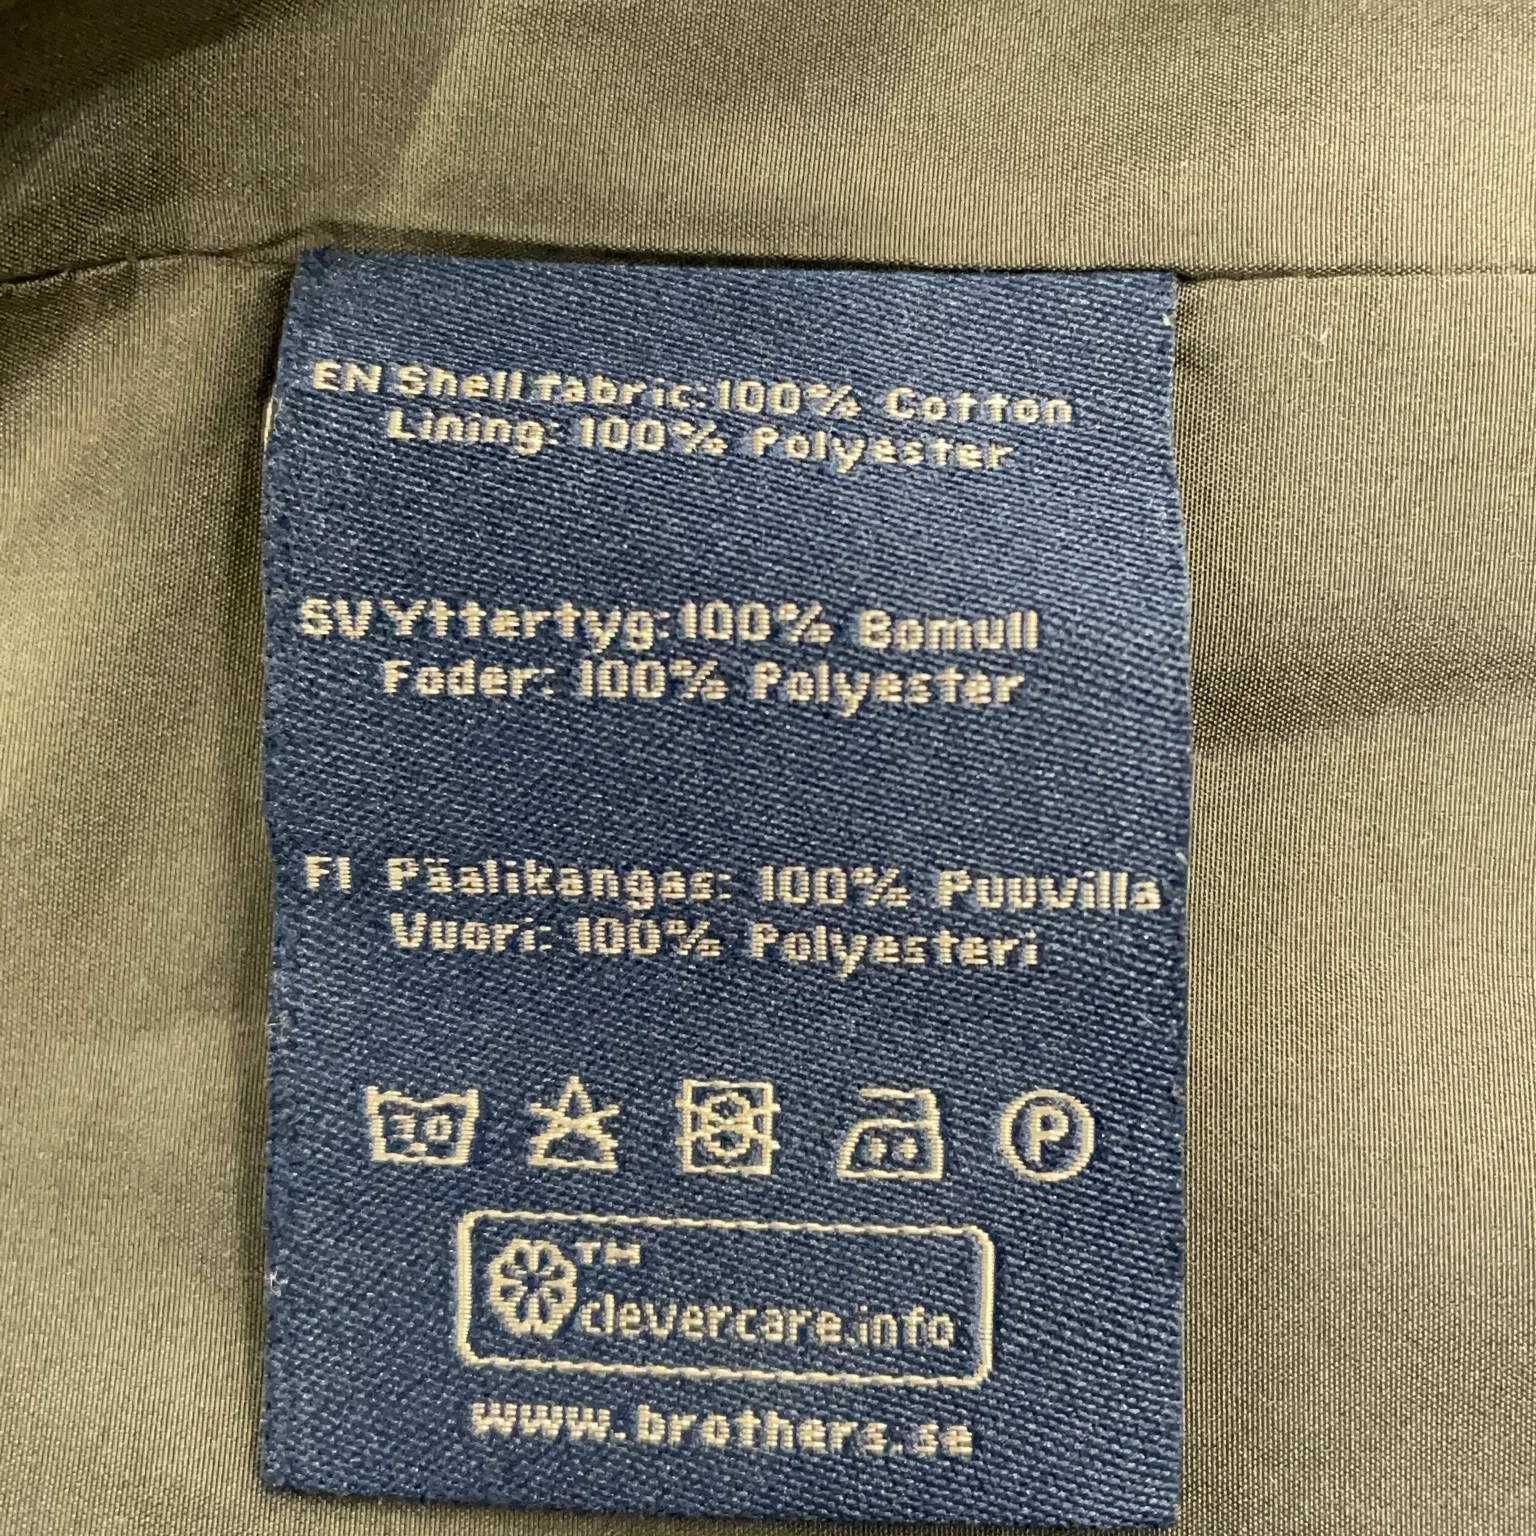 EN Shell fabric: 100% Cotton
Lining: 100% Polyester
SV Yttertyg: 100% Bomull
Foder: 100% Polyester
FI Päälikangas: 100% Puuvilla
Vuori: 100% Polyesteri
30 P
TM
clevercare.info
www.brothers.se